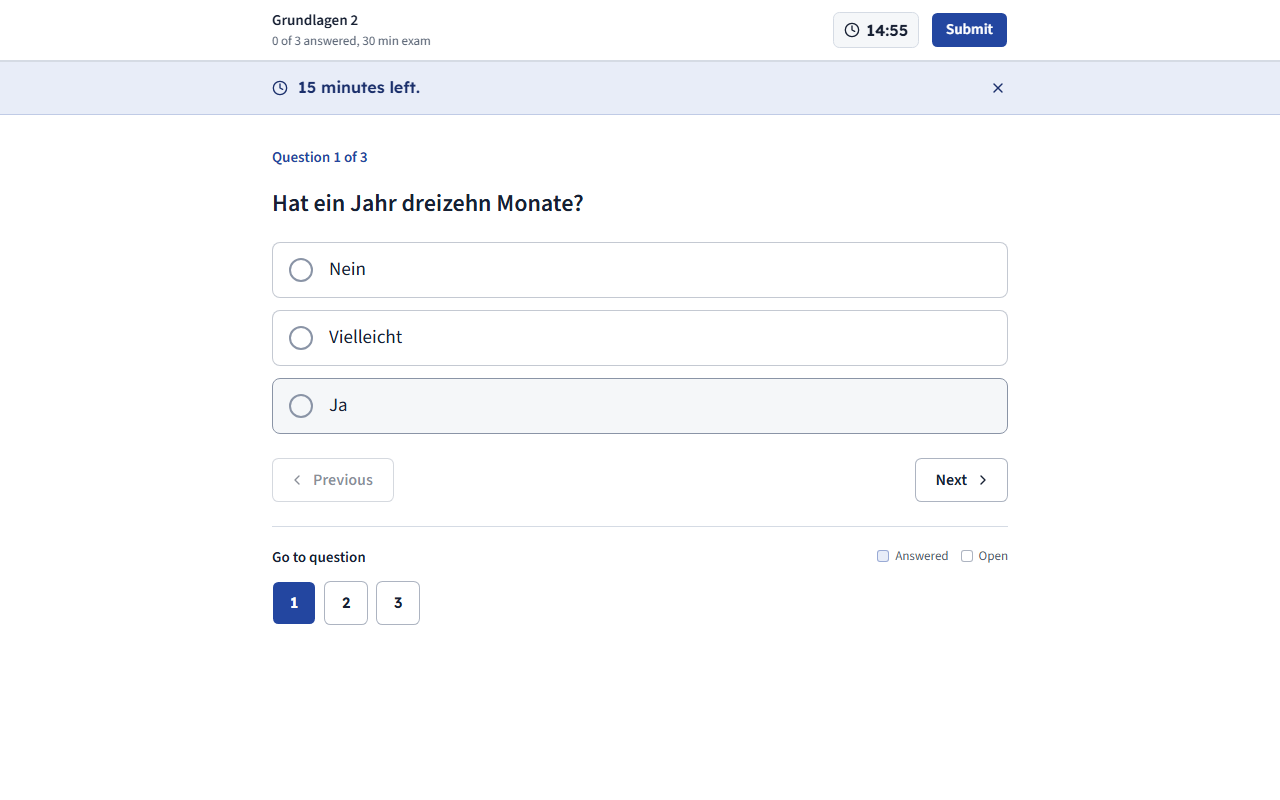 Grundlagen 2
0 of 3 answered, 30 min exam
14:55
Submit
15 minutes left.
Question 1 of 3
Hat ein Jahr dreizehn Monate?
Nein
Vielleicht
Ja
Previous
Next
Go to question
Answered
Open
1
2
3